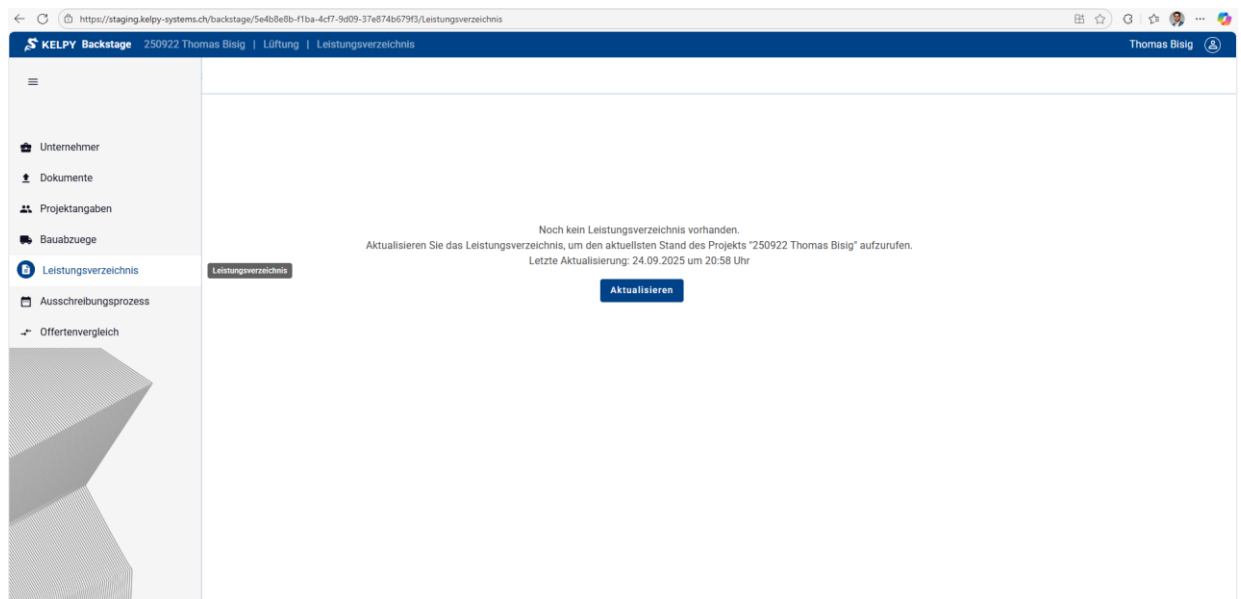 https://staging.kelpy-systems.ch/backstage/5e4b8e8b-f1ba-4cf7-9d09-37e874b679f3/Leistungsverzeichnis
KELPY Backstage 250922 Thomas Bisig | Lüftung | Leistungsverzeichnis Thomas Bisig
Unternehmer
Dokumente
Projektangaben
Bauabzuege
Leistungsverzeichnis
Leistungsverzeichnis
Ausschreibungsprozess
Offertenvergleich
Noch kein Leistungsverzeichnis vorhanden.
Aktualisieren Sie das Leistungsverzeichnis, um den aktuellsten Stand des Projekts "250922 Thomas Bisig" aufzurufen.
Letzte Aktualisierung: 24.09.2025 um 20:58 Uhr
Aktualisieren